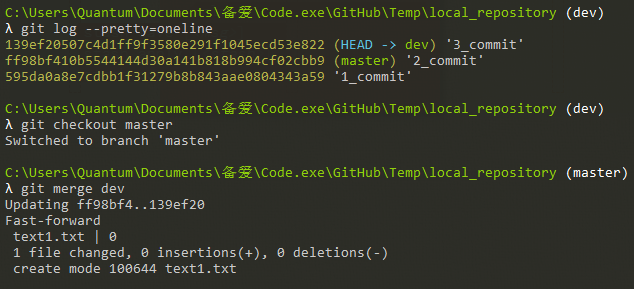 C:\Users\Quantum\Documents\备爱\Code.exe\GitHub\Temp\local_repository (dev)
λ git log --pretty=oneline
139ef20507c4d1ff9f3580e291f1045ecd53e822 (HEAD -> dev) '3_commit'
ff98bf410b5544144d30a141b818b994cf02cbb9 (master) '2_commit'
595da0a8e7cdbb1f31279b8b843aae0804343a59 '1_commit'
C:\Users\Quantum\Documents\备爱\Code.exe\GitHub\Temp\local_repository (dev)
λ git checkout master
Switched to branch 'master'
C:\Users\Quantum\Documents\备爱\Code.exe\GitHub\Temp\local_repository (master)
λ git merge dev
Updating ff98bf4..139ef20
Fast-forward
 text1.txt | 0
 1 file changed, 0 insertions(+), 0 deletions(-)
 create mode 100644 text1.txt